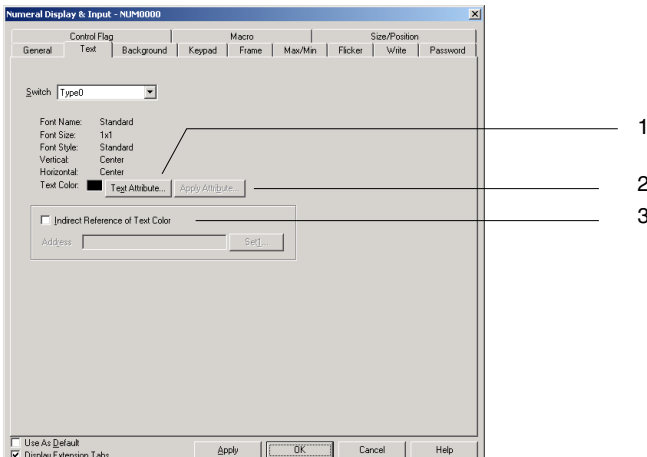 Numeral Display & Input - NUM0000
Control Flag Macro Size/Position
General Text Background Keypad Frame Max/Min Flicker Write Password
Switch Type0
Font Name: Standard
Font Size: 1x1
Font Style: Standard
Vertical: Center
Horizontal: Center
Text Color: Text Attribute... Apply Attribute...
Indirect Reference of Text Color
Address Set1...
Use As Default
Display Extension Tabs
Apply OK Cancel Help
1
2
3